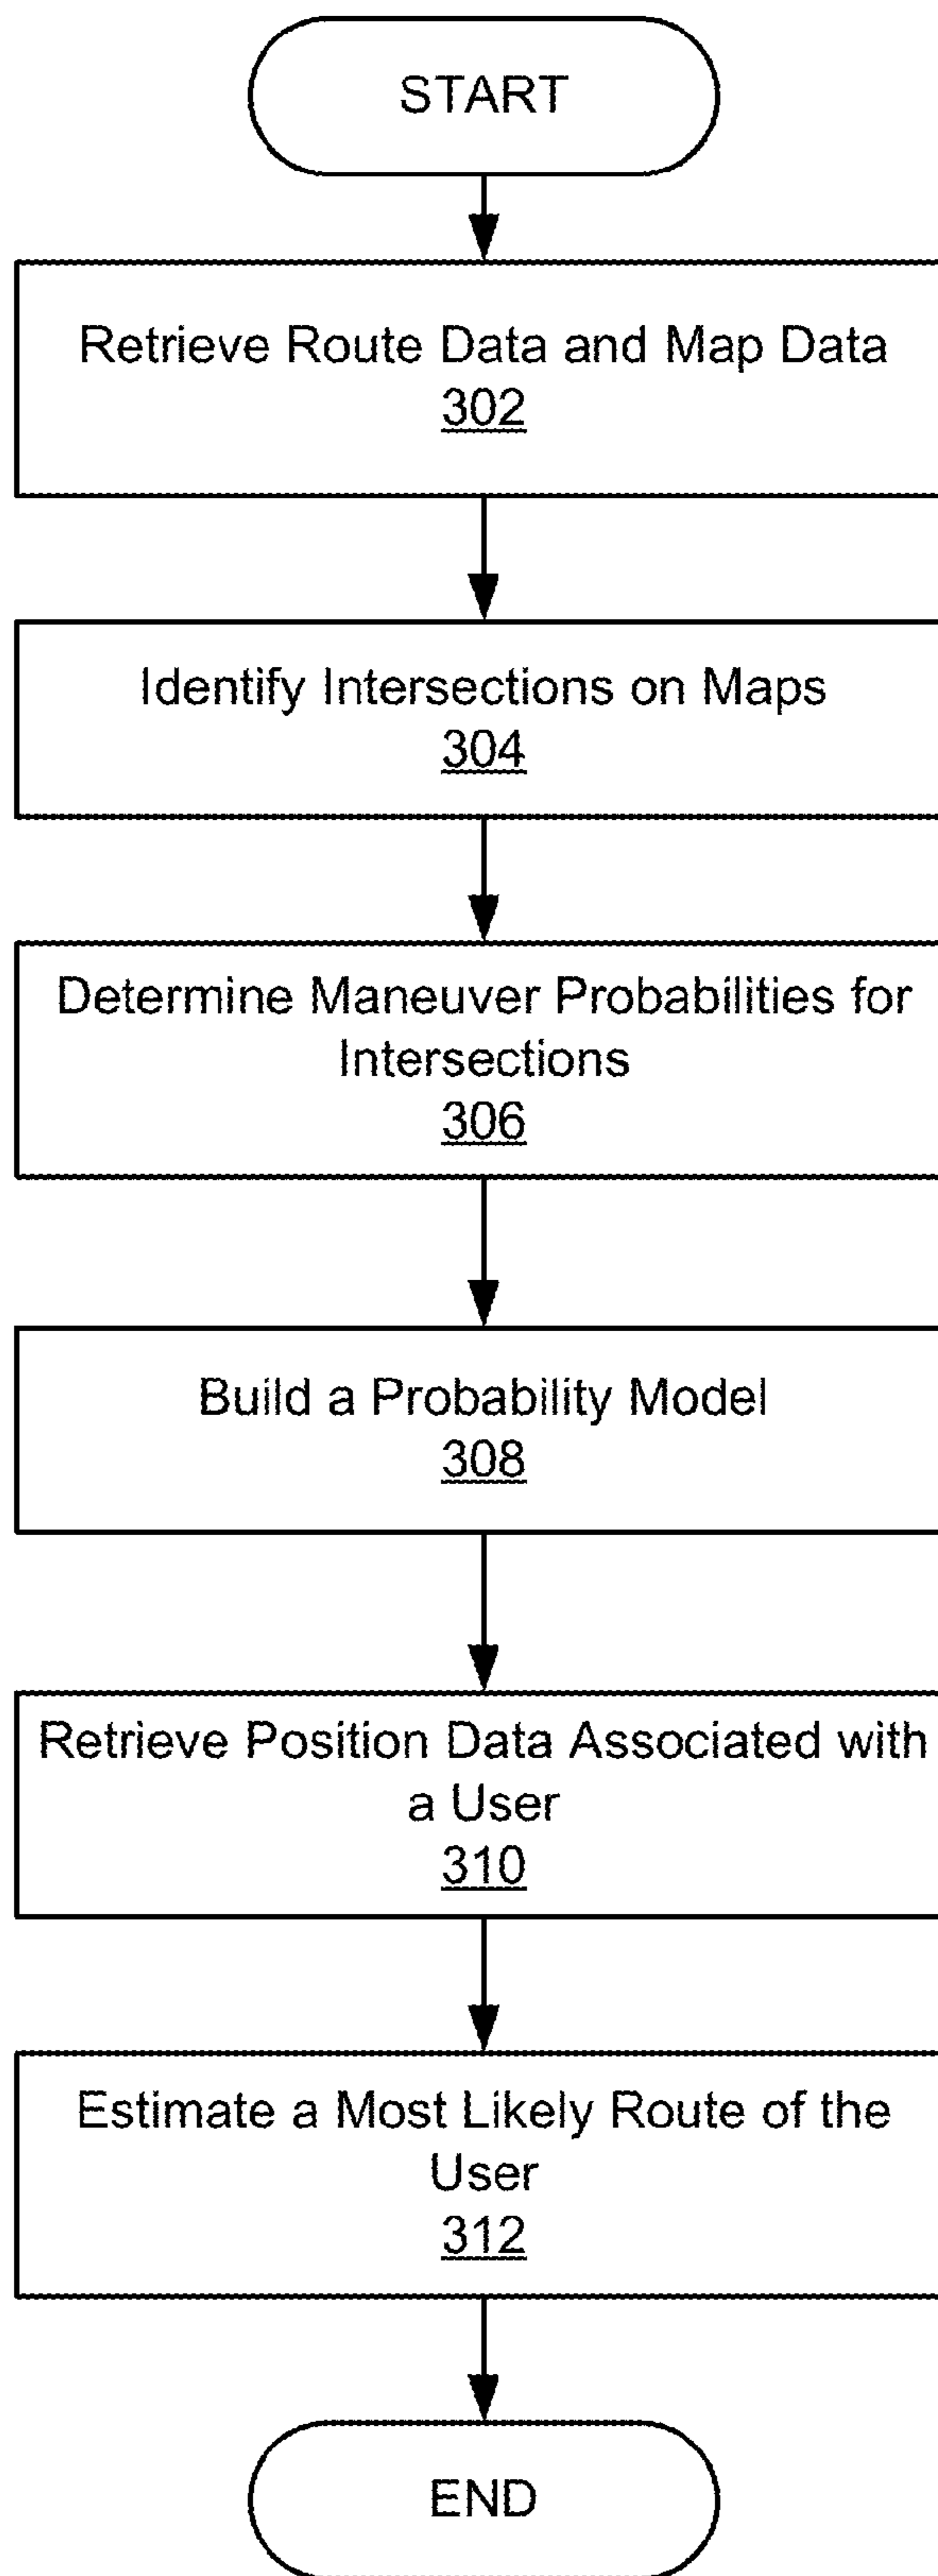 START
Retrieve Route Data and Map Data
302
Identify Intersections on Maps
304
Determine Maneuver Probabilities for
Intersections
306
Build a Probability Model
308
Retrieve Position Data Associated with
a User
310
Estimate a Most Likely Route of the
User
312
END